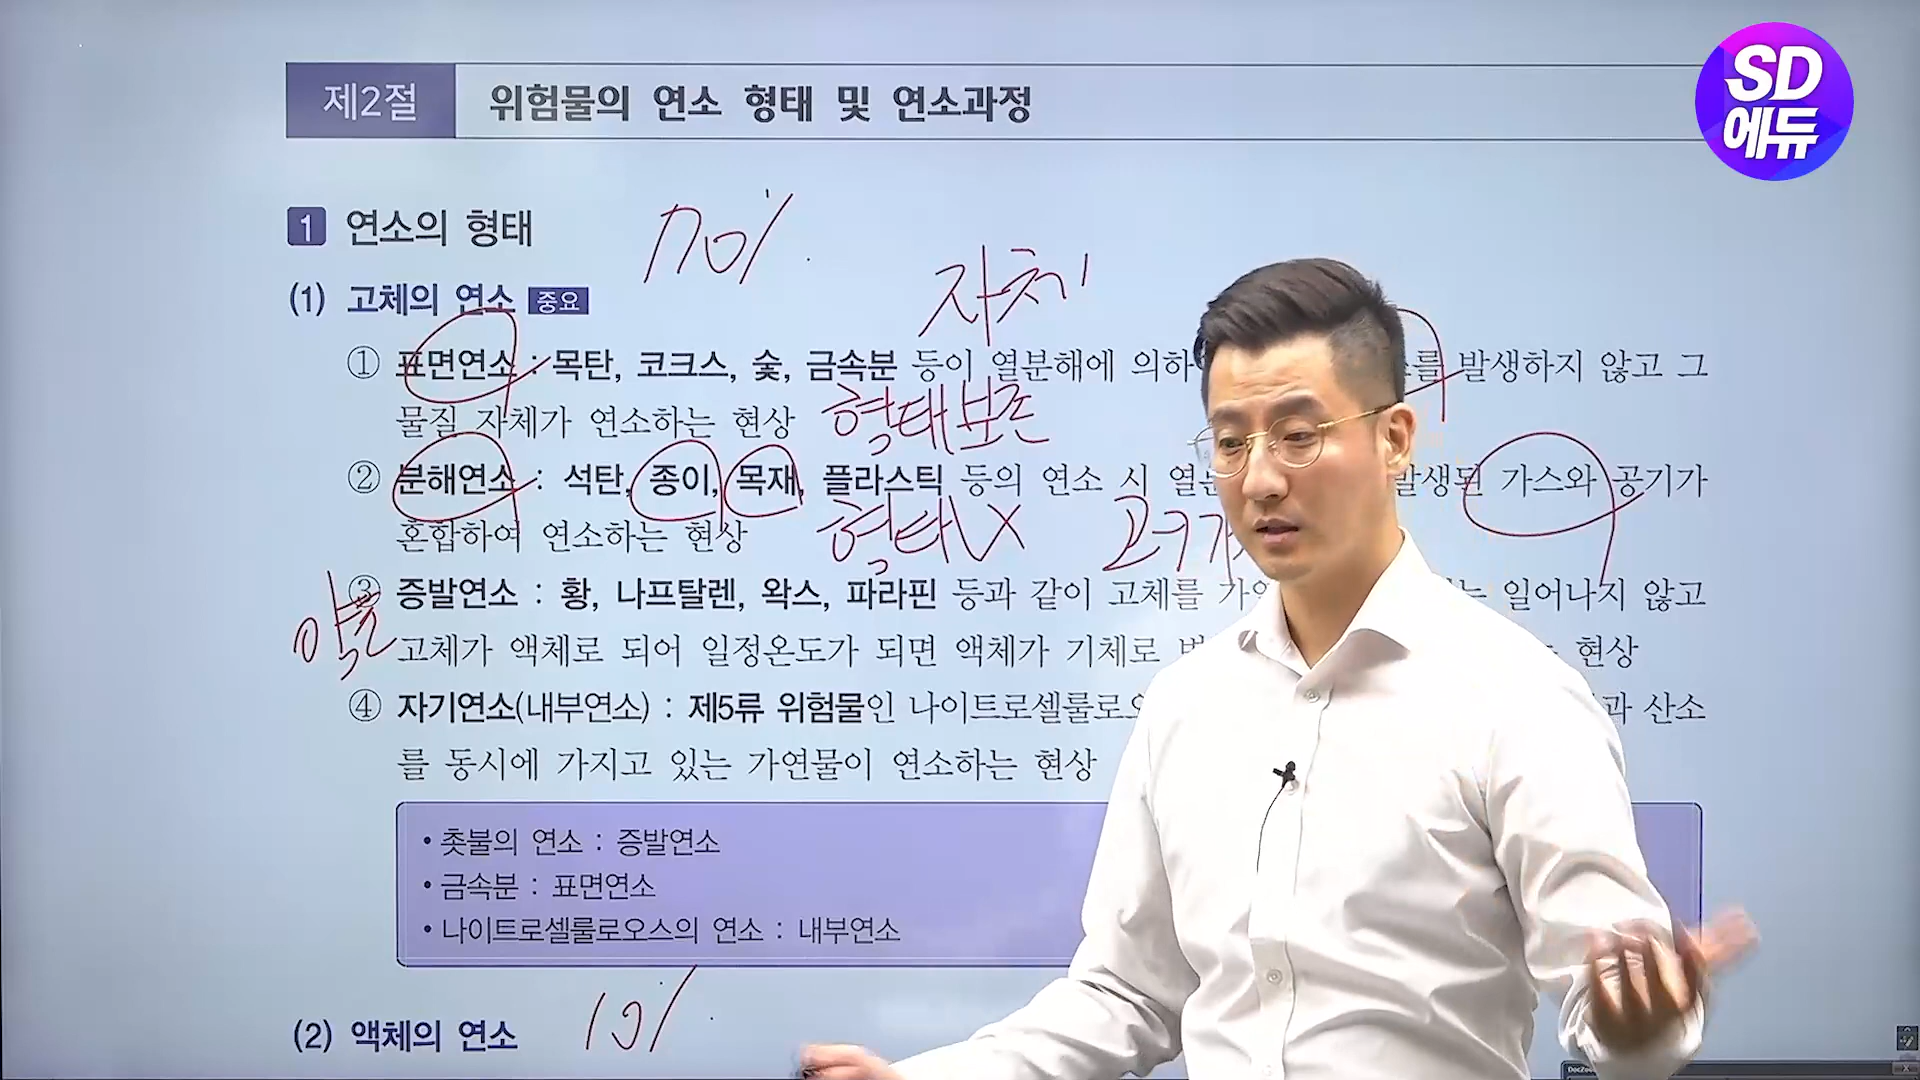 SD
에듀
제2절 위험물의 연소 형태 및 연소과정
1 연소의 형태
70%
(1) 고체의 연소 중요
자체
① 표면연소 : 목탄, 코크스, 숯, 금속분 등이 열분해에 의하 를 발생하지 않고 그
물질 자체가 연소하는 현상 형태보존
② 분해연소 : 석탄, 종이, 목재, 플라스틱 등의 연소 시 발생된 가스와 공기가
혼합하여 연소하는 현상 형태 X
③ 증발연소 : 황, 나프탈렌, 왁스, 파라핀 등과 같이 고체를 일어나지 않고
고체가 액체로 되어 일정온도가 되면 액체가 기체로 현상
④ 자기연소(내부연소) : 제5류 위험물인 나이트로셀룰로 과 산소
를 동시에 가지고 있는 가연물이 연소하는 현상
• 촛불의 연소 : 증발연소
• 금속분 : 표면연소
• 나이트로셀룰로오스의 연소 : 내부연소
(2) 액체의 연소 10%